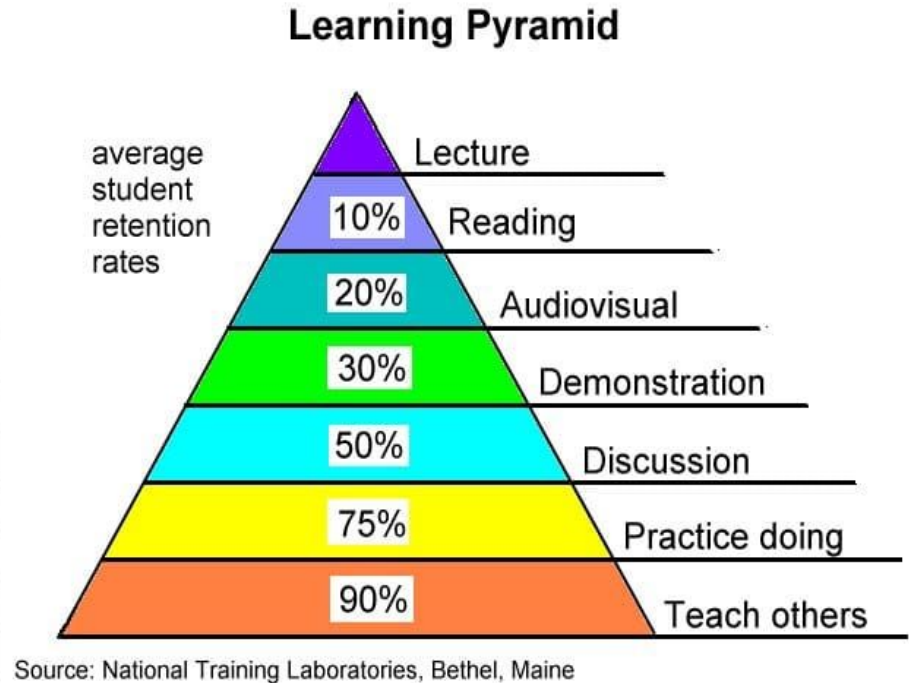 Learning Pyramid
average
student
retention
rates
Lecture
10% Reading
20% Audiovisual
30% Demonstration
50% Discussion
75% Practice doing
90% Teach others
Source: National Training Laboratories, Bethel, Maine